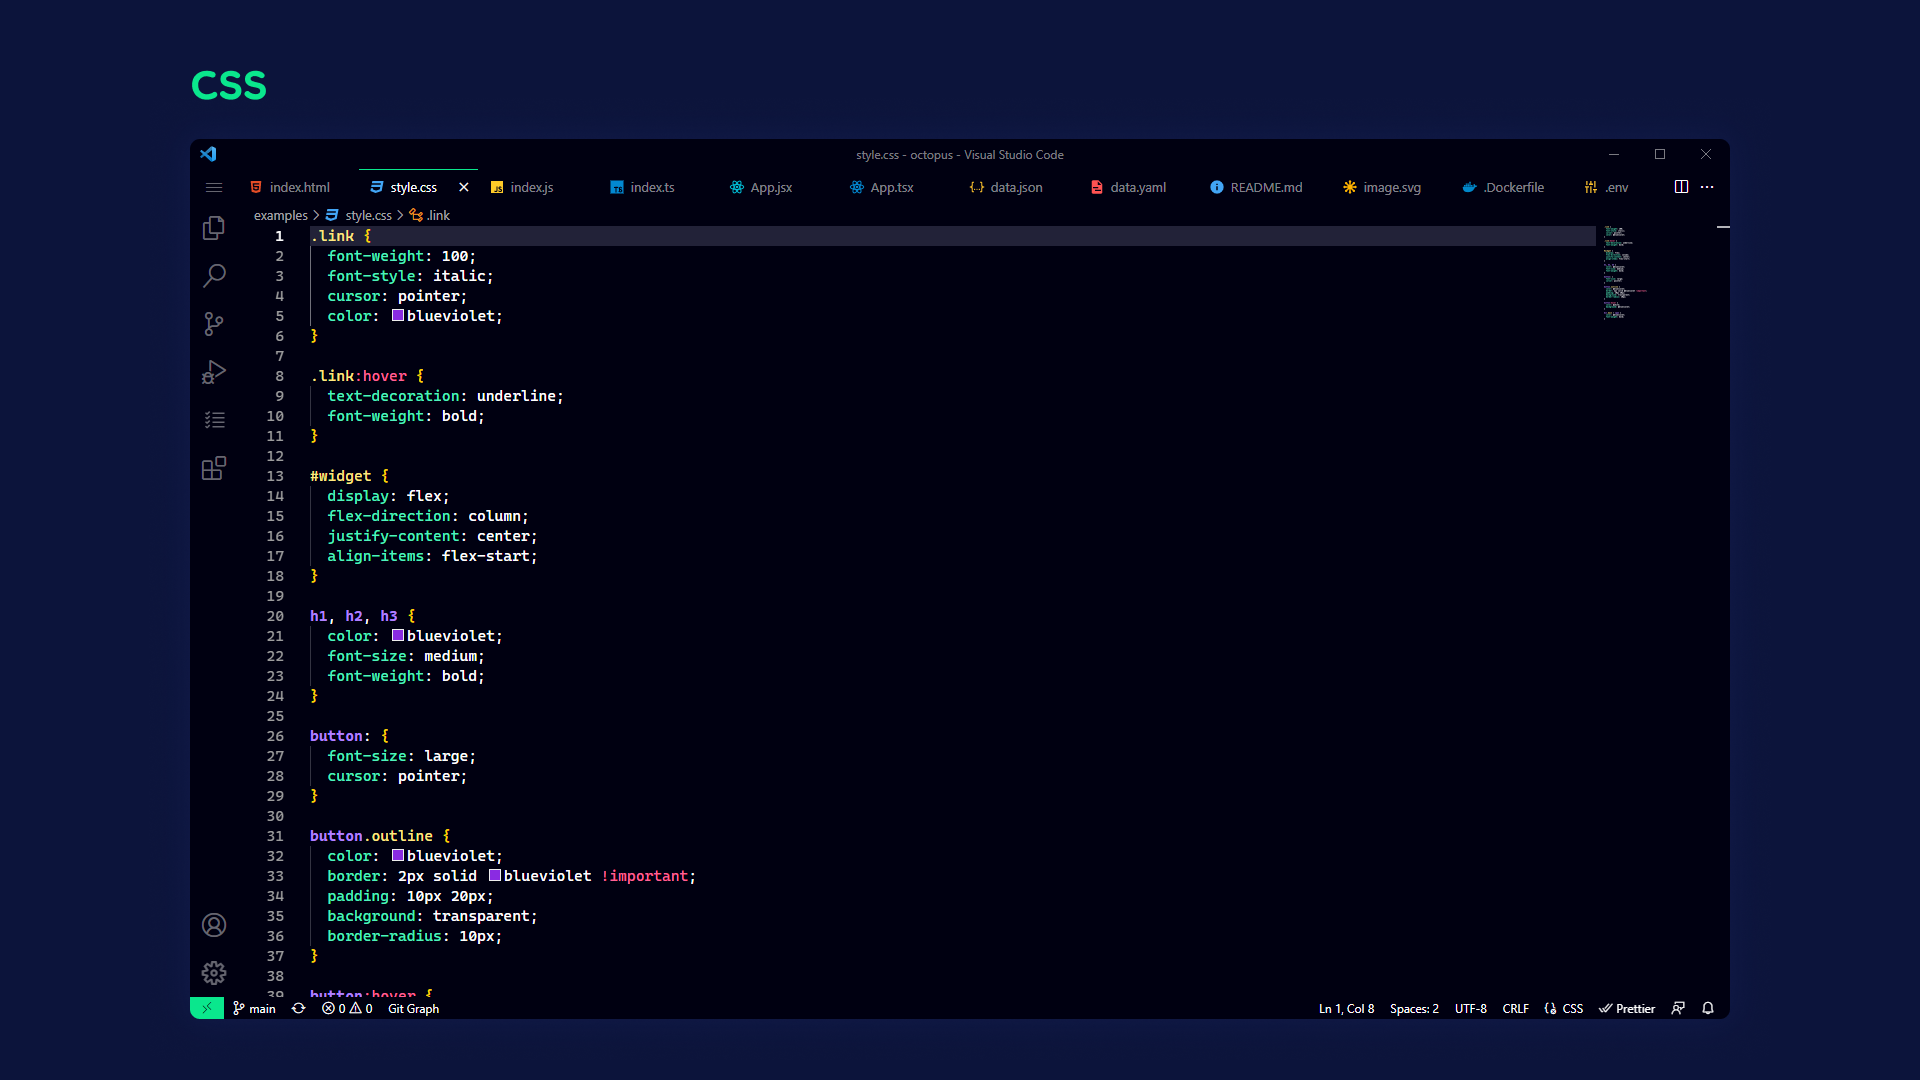 CSS
style.css - octopus - Visual Studio Code
index.html style.css index.js index.ts App.jsx App.tsx data.json data.yaml README.md image.svg .Dockerfile .env
examples > style.css > .link
1 .link {
2 font-weight: 100;
3 font-style: italic;
4 cursor: pointer;
5 color: blueviolet;
6 }
7
8 .link:hover {
9 text-decoration: underline;
10 font-weight: bold;
11 }
12
13 #widget {
14 display: flex;
15 flex-direction: column;
16 justify-content: center;
17 align-items: flex-start;
18 }
19
20 h1, h2, h3 {
21 color: blueviolet;
22 font-size: medium;
23 font-weight: bold;
24 }
25
26 button: {
27 font-size: large;
28 cursor: pointer;
29 }
30
31 button.outline {
32 color: blueviolet;
33 border: 2px solid blueviolet !important;
34 padding: 10px 20px;
35 background: transparent;
36 border-radius: 10px;
37 }
38
39 button:hover {
main 0 0 Git Graph Ln 1, Col 8 Spaces: 2 UTF-8 CRLF CSS Prettier